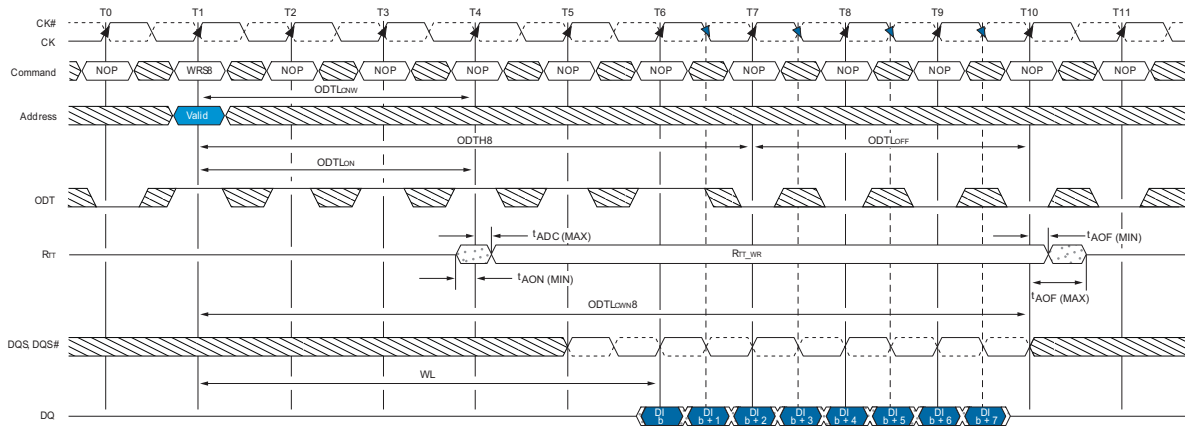 T0 T1 T2 T3 T4 T5 T6 T7 T8 T9 T10 T11
CK#
CK
Command NOP WRS8 NOP NOP NOP NOP NOP NOP NOP NOP NOP NOP
ODTLCNW
Address Valid
ODTH8 ODTLOFF
ODTLON
ODT
tADC (MAX) tAOF (MIN)
RTT RTT_WR
tAON (MIN) tAOF (MAX)
ODTLCWN8
DQS, DQS#
WL
DQ DI b DI b + 1 DI b + 2 DI b + 3 DI b + 4 DI b + 5 DI b + 6 DI b + 7